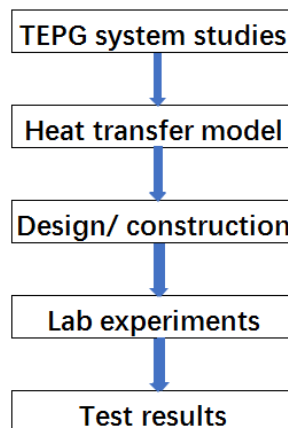 TEPG system studies
Heat transfer model
Design/ construction
Lab experiments
Test results